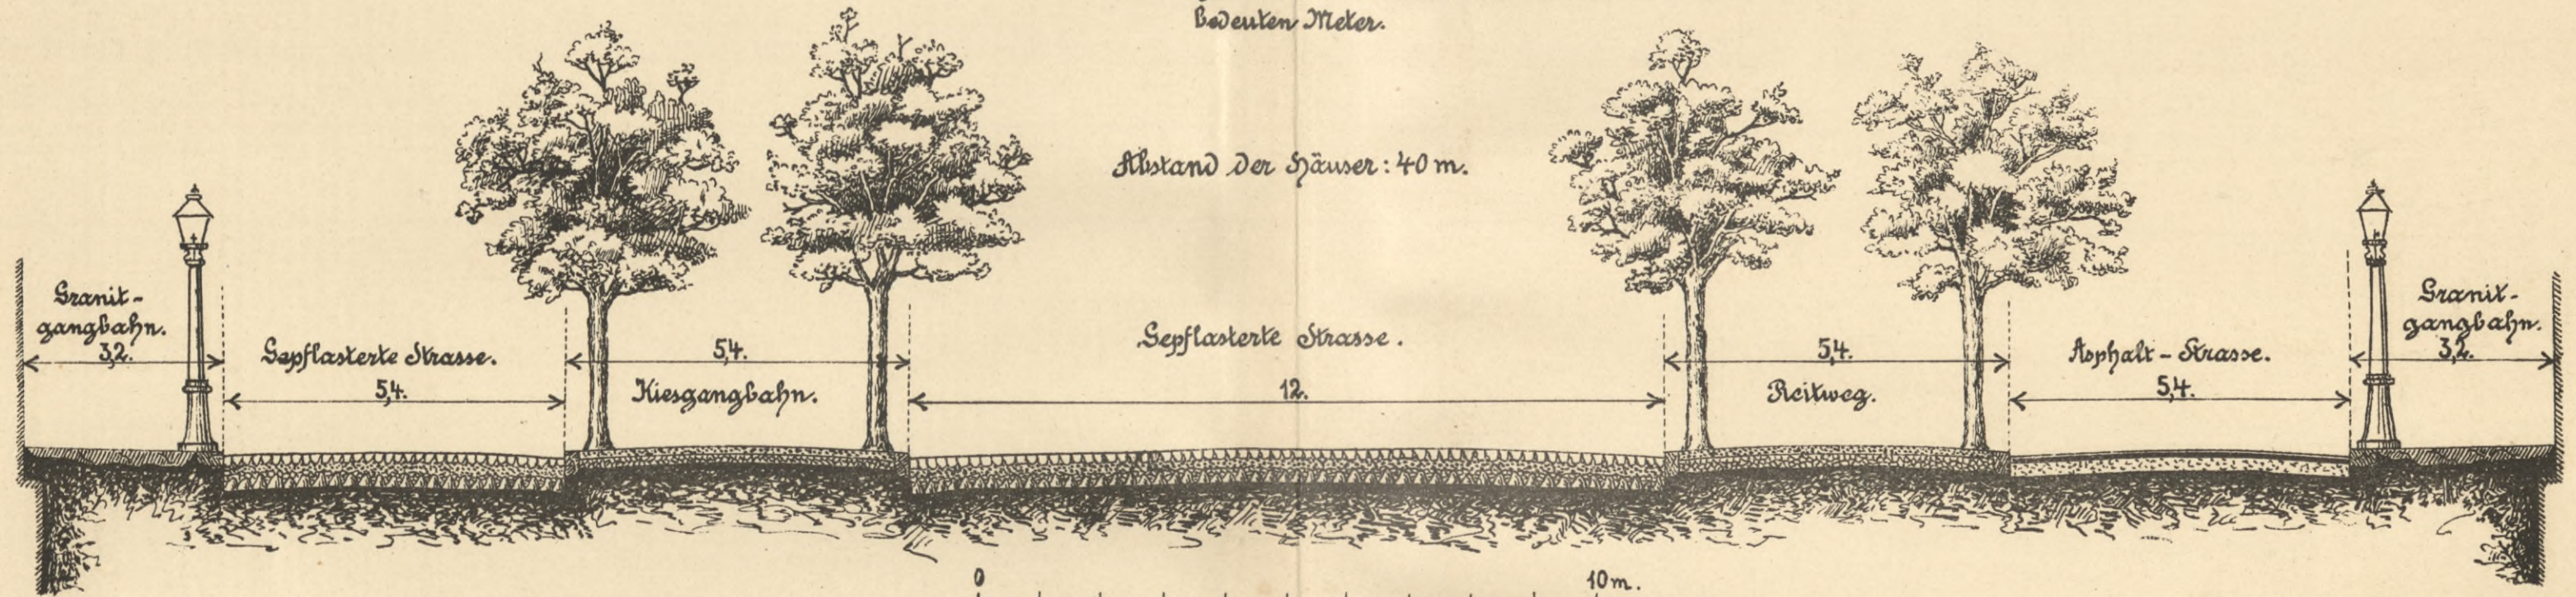 bedeuten Meter.
Abstand der Häuser: 40 m.
Granit-
gangbahn.
3,2.
Gepflasterte Strasse.
5,4.
5,4.
Kiesgangbahn.
Gepflasterte Strasse.
12.
5,4.
Reitweg.
Asphalt-Strasse.
5,4.
Granit-
gangbahn.
3,2.
0
10 m.